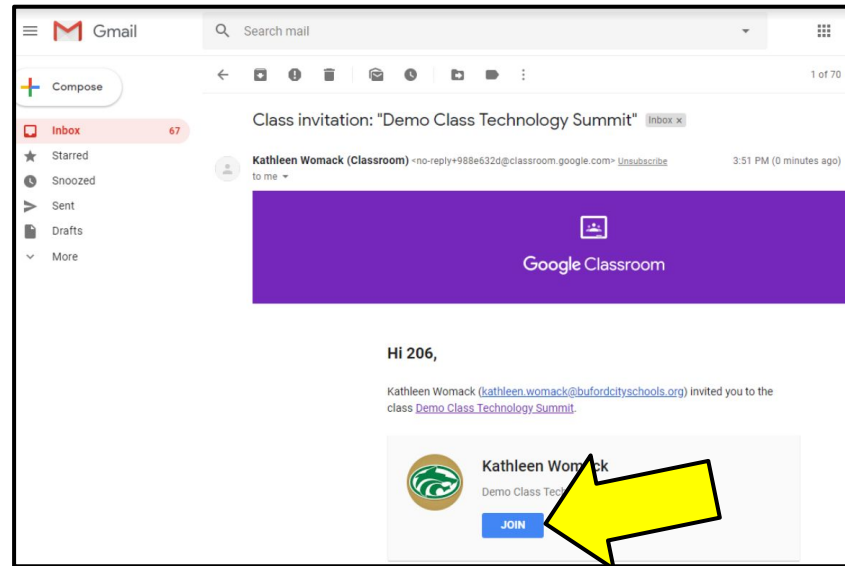 Gmail
Search mail
Compose
1 of 70
Inbox 67
Starred
Snoozed
Sent
Drafts
More
Class invitation: "Demo Class Technology Summit" Inbox x
Kathleen Womack (Classroom) <no-reply+988e632d@classroom.google.com> Unsubscribe 3:51 PM (0 minutes ago)
to me
Google Classroom
Hi 206,
Kathleen Womack (kathleen.womack@bufordcityschools.org) invited you to the
class Demo Class Technology Summit.
Kathleen Womack
Demo Class
JOIN